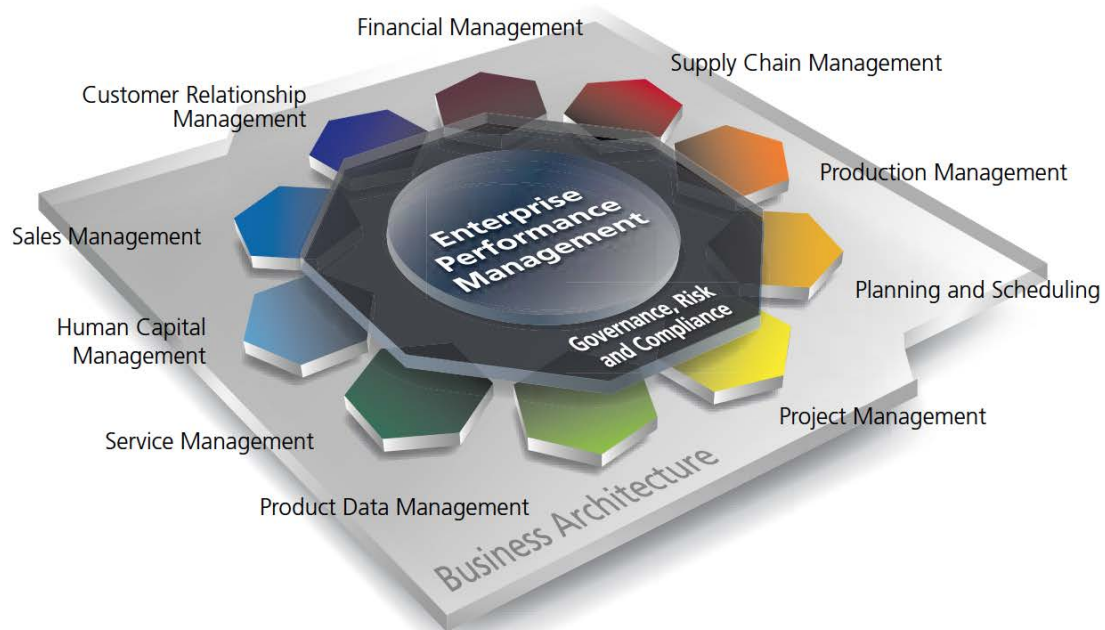 Financial Management
Supply Chain Management
Customer Relationship
Management
Production Management
Enterprise
Performance
Management
Sales Management
Planning and Scheduling
Governance, Risk
and Compliance
Human Capital
Management
Project Management
Service Management
Product Data Management
Business Architecture